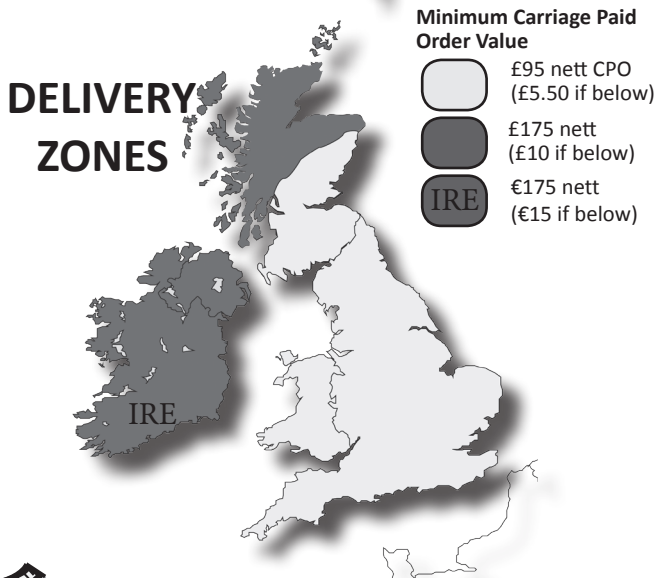 Minimum Carriage Paid
Order Value
DELIVERY
ZONES
£95 nett CPO
(£5.50 if below)
£175 nett
(£10 if below)
IRE
€175 nett
(€15 if below)
IRE